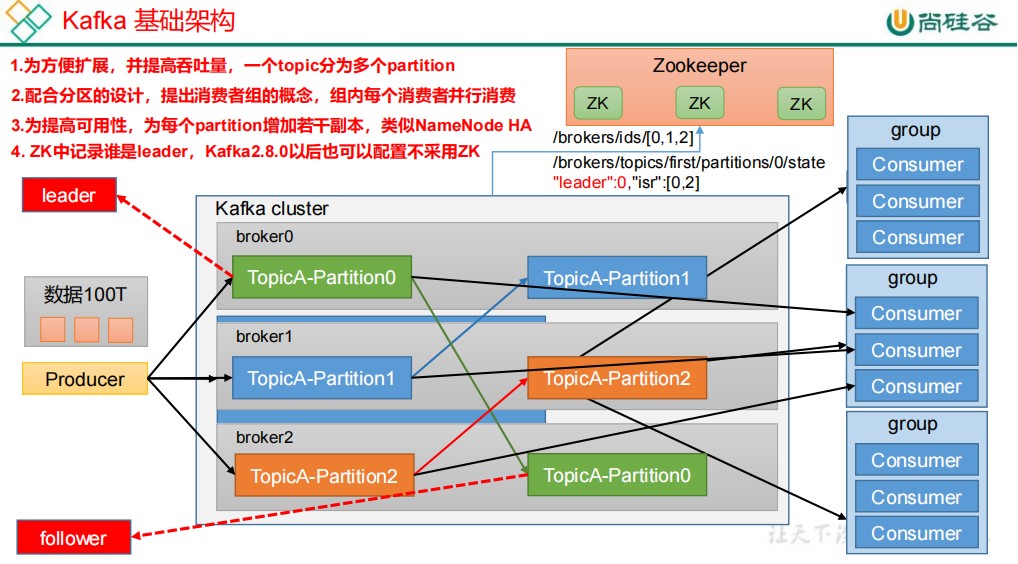 Kafka 基础架构
尚硅谷
1.为方便扩展，并提高吞吐量，一个topic分为多个partition
2.配合分区的设计，提出消费者组的概念，组内每个消费者并行消费
3.为提高可用性，为每个partition增加若干副本，类似NameNode HA
4. ZK中记录谁是leader，Kafka2.8.0以后也可以配置不采用ZK
Zookeeper
ZK
ZK
ZK
/brokers/ids/[0,1,2]
/brokers/topics/first/partitions/0/state
"leader":0,"isr":[0,2]
leader
数据100T
Producer
follower
Kafka cluster
broker0
TopicA-Partition0
TopicA-Partition1
broker1
TopicA-Partition1
TopicA-Partition2
broker2
TopicA-Partition2
TopicA-Partition0
group
Consumer
Consumer
Consumer
group
Consumer
Consumer
Consumer
group
Consumer
Consumer
Consumer
让天下